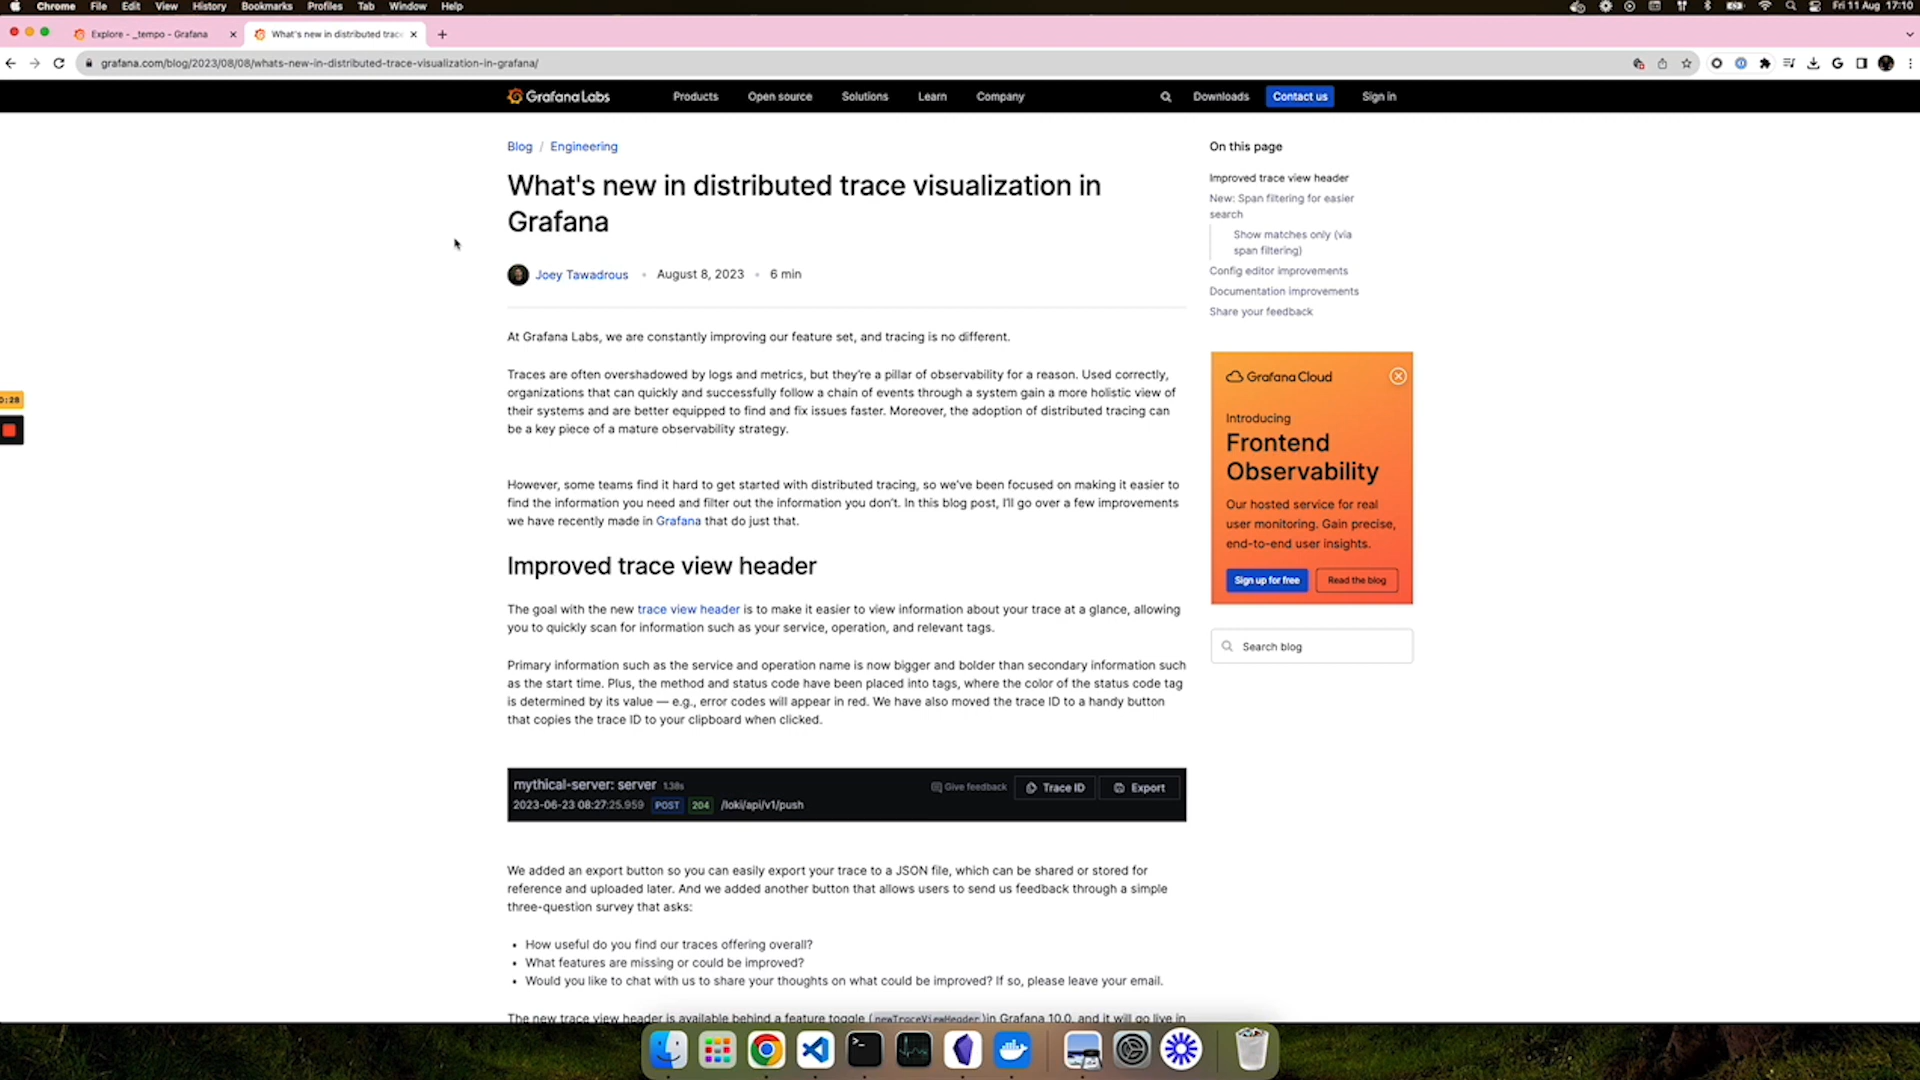 Chrome File Edit View History Bookmarks Profiles Tab Window Help
Fri 11 Aug 17:10
Explore - _tempo - Grafana
What's new in distributed trace
grafana.com/blog/2023/08/08/whats-new-in-distributed-trace-visualization-in-grafana/
Grafana Labs Products Open source Solutions Learn Company Downloads Contact us Sign in
Blog / Engineering
What's new in distributed trace visualization in
Grafana
Joey Tawadrous • August 8, 2023 • 6 min
At Grafana Labs, we are constantly improving our feature set, and tracing is no different.
Traces are often overshadowed by logs and metrics, but they're a pillar of observability for a reason. Used correctly,
organizations that can quickly and successfully follow a chain of events through a system gain a more holistic view of
their systems and are better equipped to find and fix issues faster. Moreover, the adoption of distributed tracing can
be a key piece of a mature observability strategy.
However, some teams find it hard to get started with distributed tracing, so we've been focused on making it easier to
find the information you need and filter out the information you don't. In this blog post, I'll go over a few improvements
we have recently made in Grafana that do just that.
Improved trace view header
The goal with the new trace view header is to make it easier to view information about your trace at a glance, allowing
you to quickly scan for information such as your service, operation, and relevant tags.
Primary information such as the service and operation name is now bigger and bolder than secondary information such
as the start time. Plus, the method and status code have been placed into tags, where the color of the status code tag
is determined by its value — e.g., error codes will appear in red. We have also moved the trace ID to a handy button
that copies the trace ID to your clipboard when clicked.
mythical-server: server 1.38s
Give feedback Trace ID Export
2023-06-23 08:27:25.959 POST 204 /loki/api/v1/push
We added an export button so you can easily export your trace to a JSON file, which can be shared or stored for
reference and uploaded later. And we added another button that allows users to send us feedback through a simple
three-question survey that asks:
• How useful do you find our traces offering overall?
• What features are missing or could be improved?
• Would you like to chat with us to share your thoughts on what could be improved? If so, please leave your email.
The new trace view header is available behind a feature toggle (newTraceViewHeader)in Grafana 10.0, and it will go live in
On this page
Improved trace view header
New: Span filtering for easier
search
Show matches only (via
span filtering)
Config editor improvements
Documentation improvements
Share your feedback
Grafana Cloud
Introducing
Frontend
Observability
Our hosted service for real
user monitoring. Gain precise,
end-to-end user insights.
Sign up for free Read the blog
Search blog
0:28